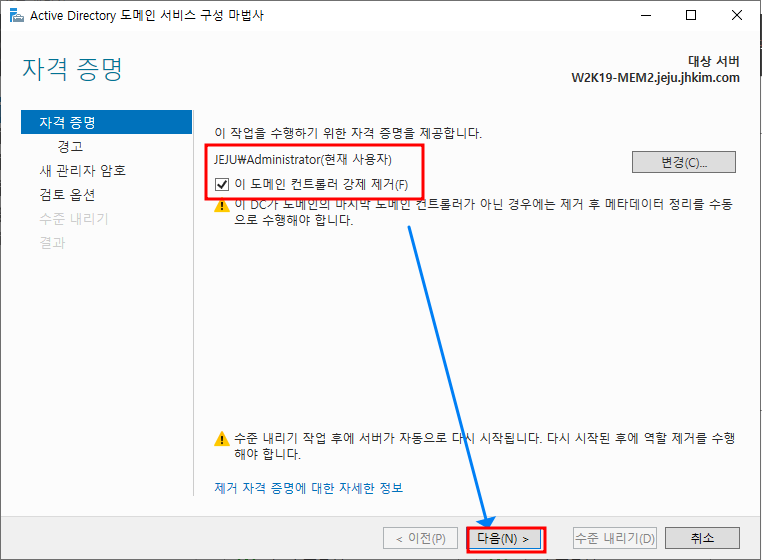 Active Directory 도메인 서비스 구성 마법사
자격 증명
대상 서버
W2K19-MEM2.jeju.jhkim.com
자격 증명
경고
새 관리자 암호
검토 옵션
수준 내리기
결과
이 작업을 수행하기 위한 자격 증명을 제공합니다.
JEJU₩Administrator(현재 사용자)
변경(C)...
이 도메인 컨트롤러 강제 제거(F)
이 DC가 도메인의 마지막 도메인 컨트롤러가 아닌 경우에는 제거 후 메타데이터 정리를 수동
으로 수행해야 합니다.
수준 내리기 작업 후에 서버가 자동으로 다시 시작됩니다. 다시 시작된 후에 역할 제거를 수행
해야 합니다.
제거 자격 증명에 대한 자세한 정보
< 이전(P)
다음(N) >
수준 내리기(D)
취소